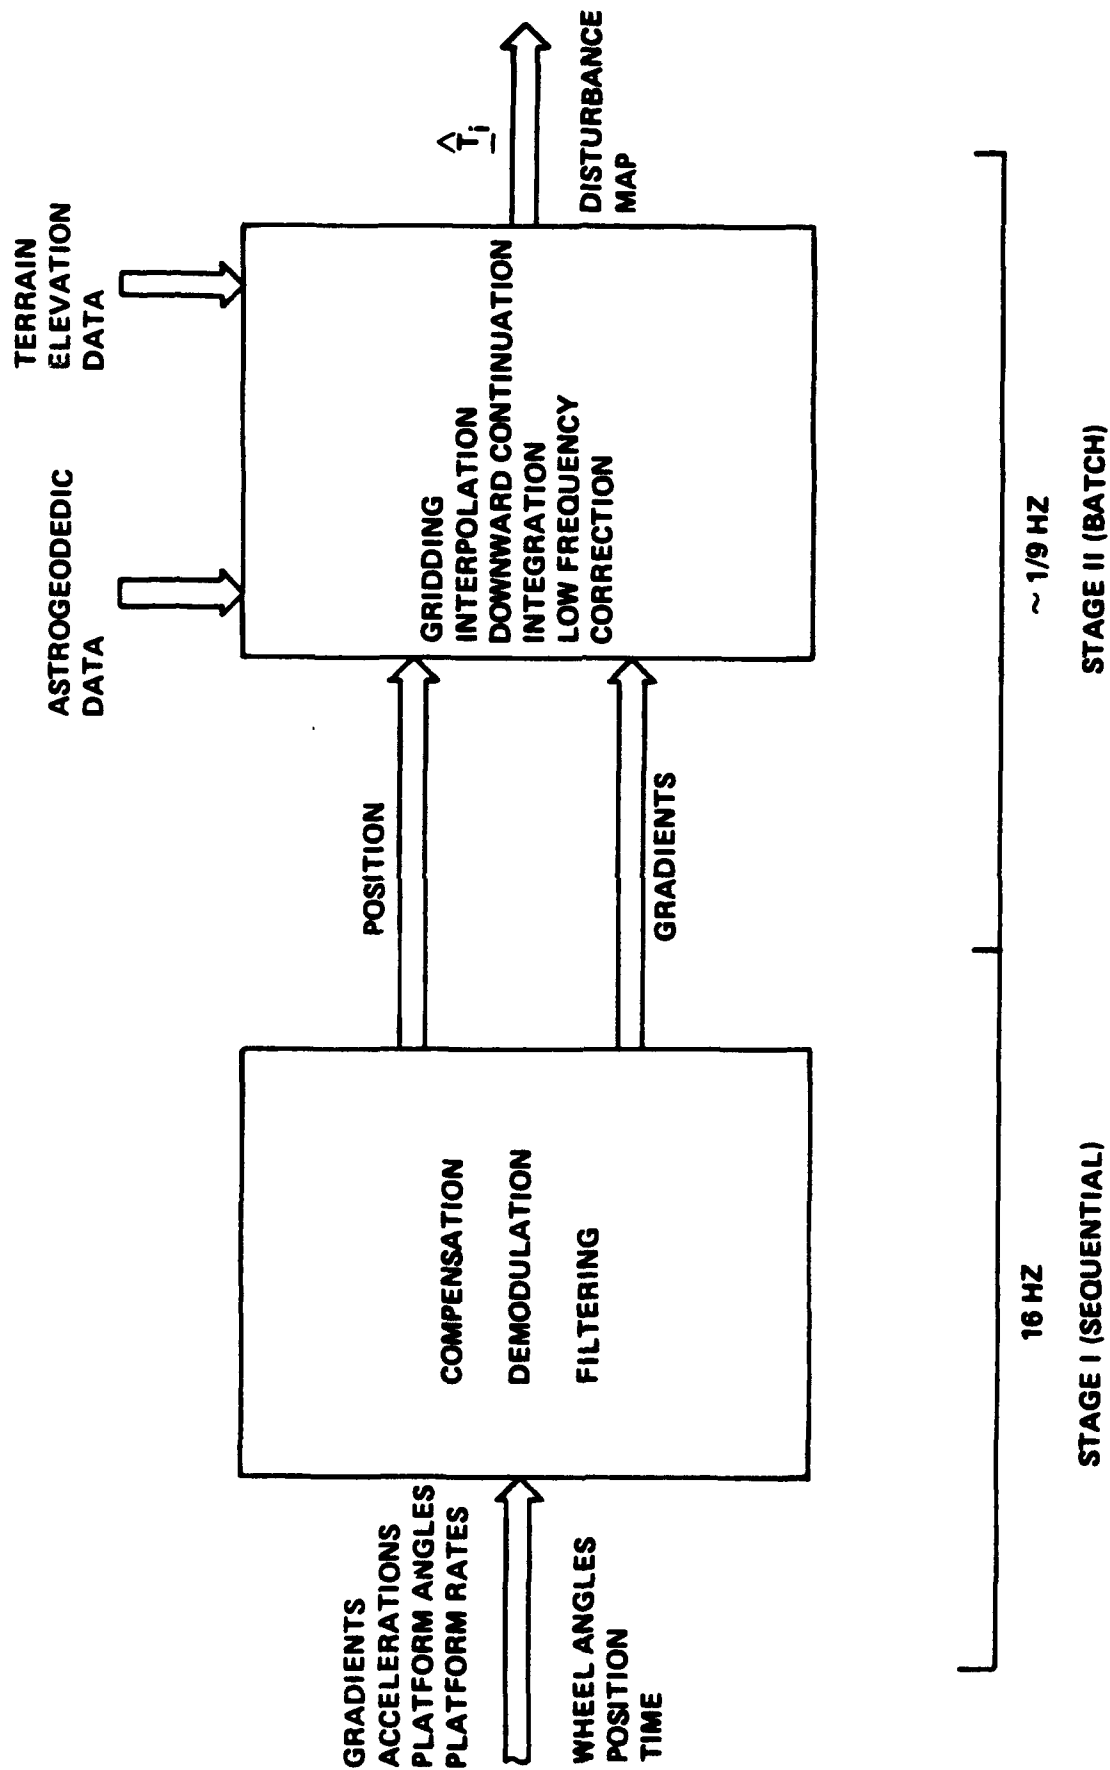 GRADIENTS
ACCELERATIONS
PLATFORM ANGLES
PLATFORM RATES
WHEEL ANGLES
POSITION
TIME
COMPENSATION
DEMODULATION
FILTERING
POSITION
GRADIENTS
ASTROGEODEDIC
DATA
TERRAIN
ELEVATION
DATA
GRIDDING
INTERPOLATION
DOWNWARD CONTINUATION
INTEGRATION
LOW FREQUENCY
CORRECTION
T̲̂ᵢ
DISTURBANCE
MAP
16 HZ
~ 1/9 HZ
STAGE I (SEQUENTIAL)
STAGE II (BATCH)